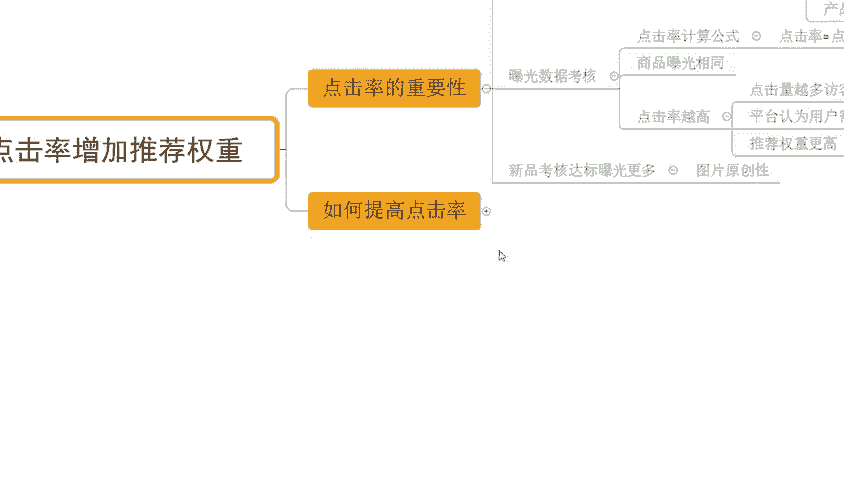 产品
点击率计算公式
点击率=点
商品曝光相同
曝光数据考核
点击率的重要性
点击量越多访客
点击率越高
平台认为用户
推荐权重更高
点击率增加推荐权重
新品考核达标曝光更多
图片原创性
如何提高点击率